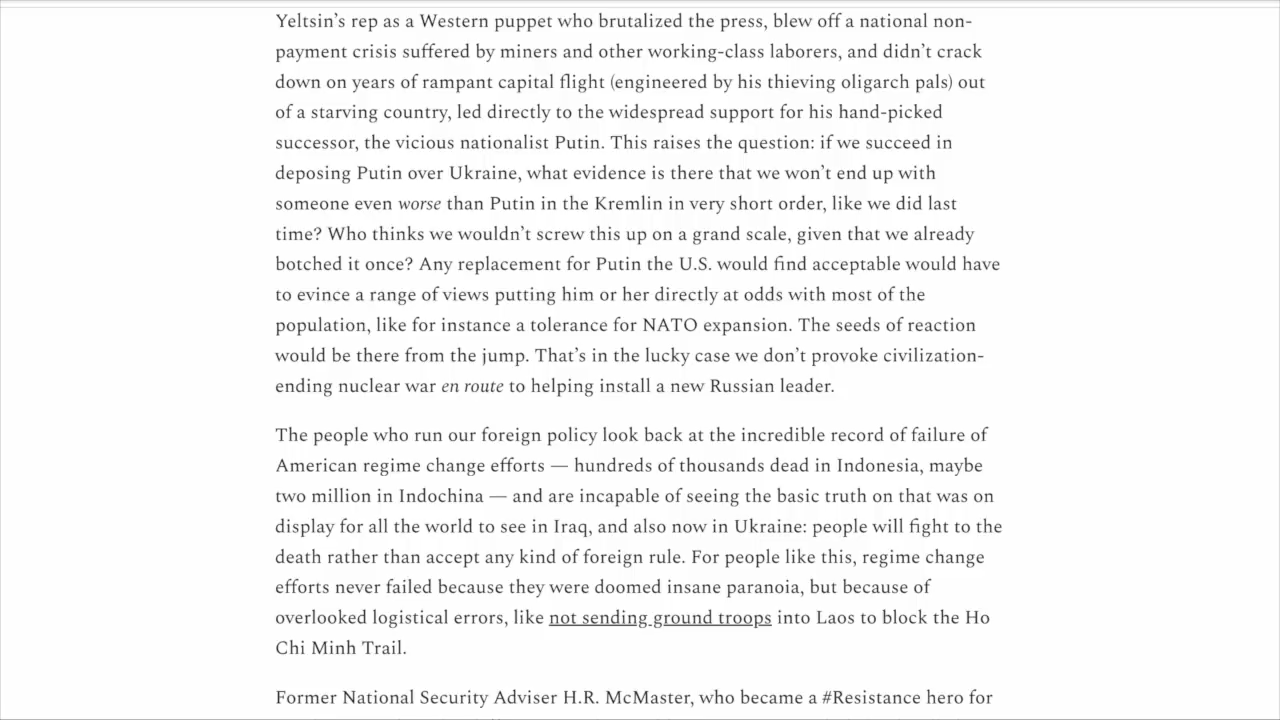 Yeltsin’s rep as a Western puppet who brutalized the press, blew off a national non-
payment crisis suffered by miners and other working-class laborers, and didn’t crack
down on years of rampant capital flight (engineered by his thieving oligarch pals) out
of a starving country, led directly to the widespread support for his hand-picked
successor, the vicious nationalist Putin. This raises the question: if we succeed in
deposing Putin over Ukraine, what evidence is there that we won’t end up with
someone even worse than Putin in the Kremlin in very short order, like we did last
time? Who thinks we wouldn’t screw this up on a grand scale, given that we already
botched it once? Any replacement for Putin the U.S. would find acceptable would have
to evince a range of views putting him or her directly at odds with most of the
population, like for instance a tolerance for NATO expansion. The seeds of reaction
would be there from the jump. That’s in the lucky case we don’t provoke civilization-
ending nuclear war en route to helping install a new Russian leader.
The people who run our foreign policy look back at the incredible record of failure of
American regime change efforts — hundreds of thousands dead in Indonesia, maybe
two million in Indochina — and are incapable of seeing the basic truth on that was on
display for all the world to see in Iraq, and also now in Ukraine: people will fight to the
death rather than accept any kind of foreign rule. For people like this, regime change
efforts never failed because they were doomed insane paranoia, but because of
overlooked logistical errors, like not sending ground troops into Laos to block the Ho
Chi Minh Trail.
Former National Security Adviser H.R. McMaster, who became a #Resistance hero for